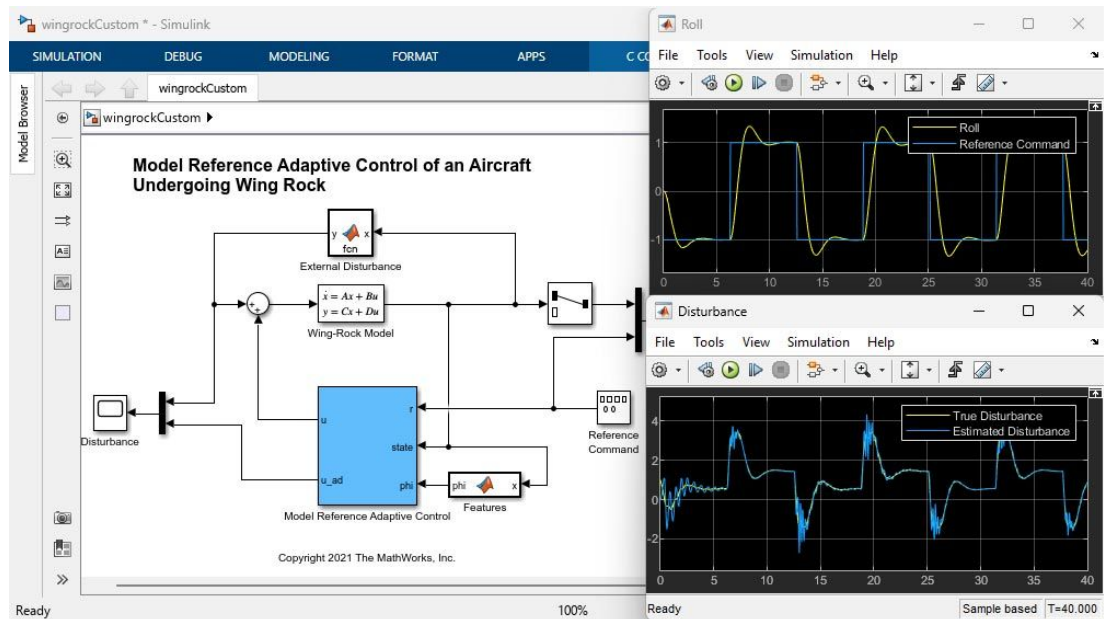 wingrockCustom * - Simulink
SIMULATION DEBUG MODELING FORMAT APPS C CO
Model Browser
wingrockCustom
wingrockCustom
Model Reference Adaptive Control of an Aircraft
Undergoing Wing Rock
y x
fcn
External Disturbance
ẋ = Ax + Bu
y = Cx + Du
Wing-Rock Model
Disturbance
u
u_ad
r
state
phi
Model Reference Adaptive Control
phi x
Features
Reference
Command
Copyright 2021 The MathWorks, Inc.
Ready 100%
Roll
File Tools View Simulation Help
Roll
Reference Command
1
0
-1
0 5 10 15 20 25 30 35 40
Disturbance
File Tools View Simulation Help
True Disturbance
Estimated Disturbance
4
2
0
-2
0 5 10 15 20 25 30 35 40
Ready Sample based T=40.000